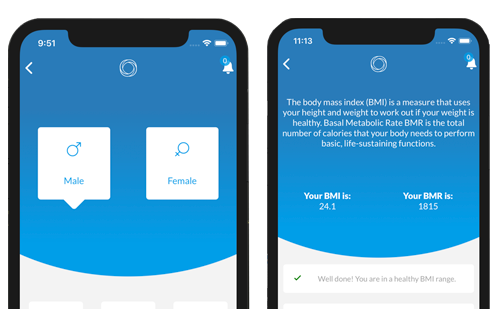 9:51
0
Male
Female
11:13
0
The body mass index (BMI) is a measure that uses
your height and weight to work out if your weight is
healthy. Basal Metabolic Rate BMR is the total
number of calories that your body needs to perform
basic, life-sustaining functions.
Your BMI is:
24.1
Your BMR is:
1815
Well done! You are in a healthy BMI range.